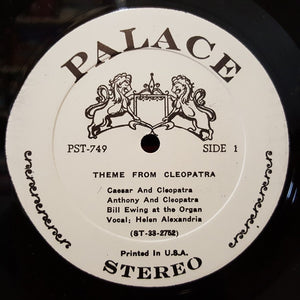 PALACE
PST-749 SIDE 1
THEME FROM CLEOPATRA
Caesar And Cleopatra
Anthony And Cleopatra
Bill Ewing at the Organ
Vocal; Helen Alexandria
(ST-33-2752)
Printed in U.S.A.
STEREO